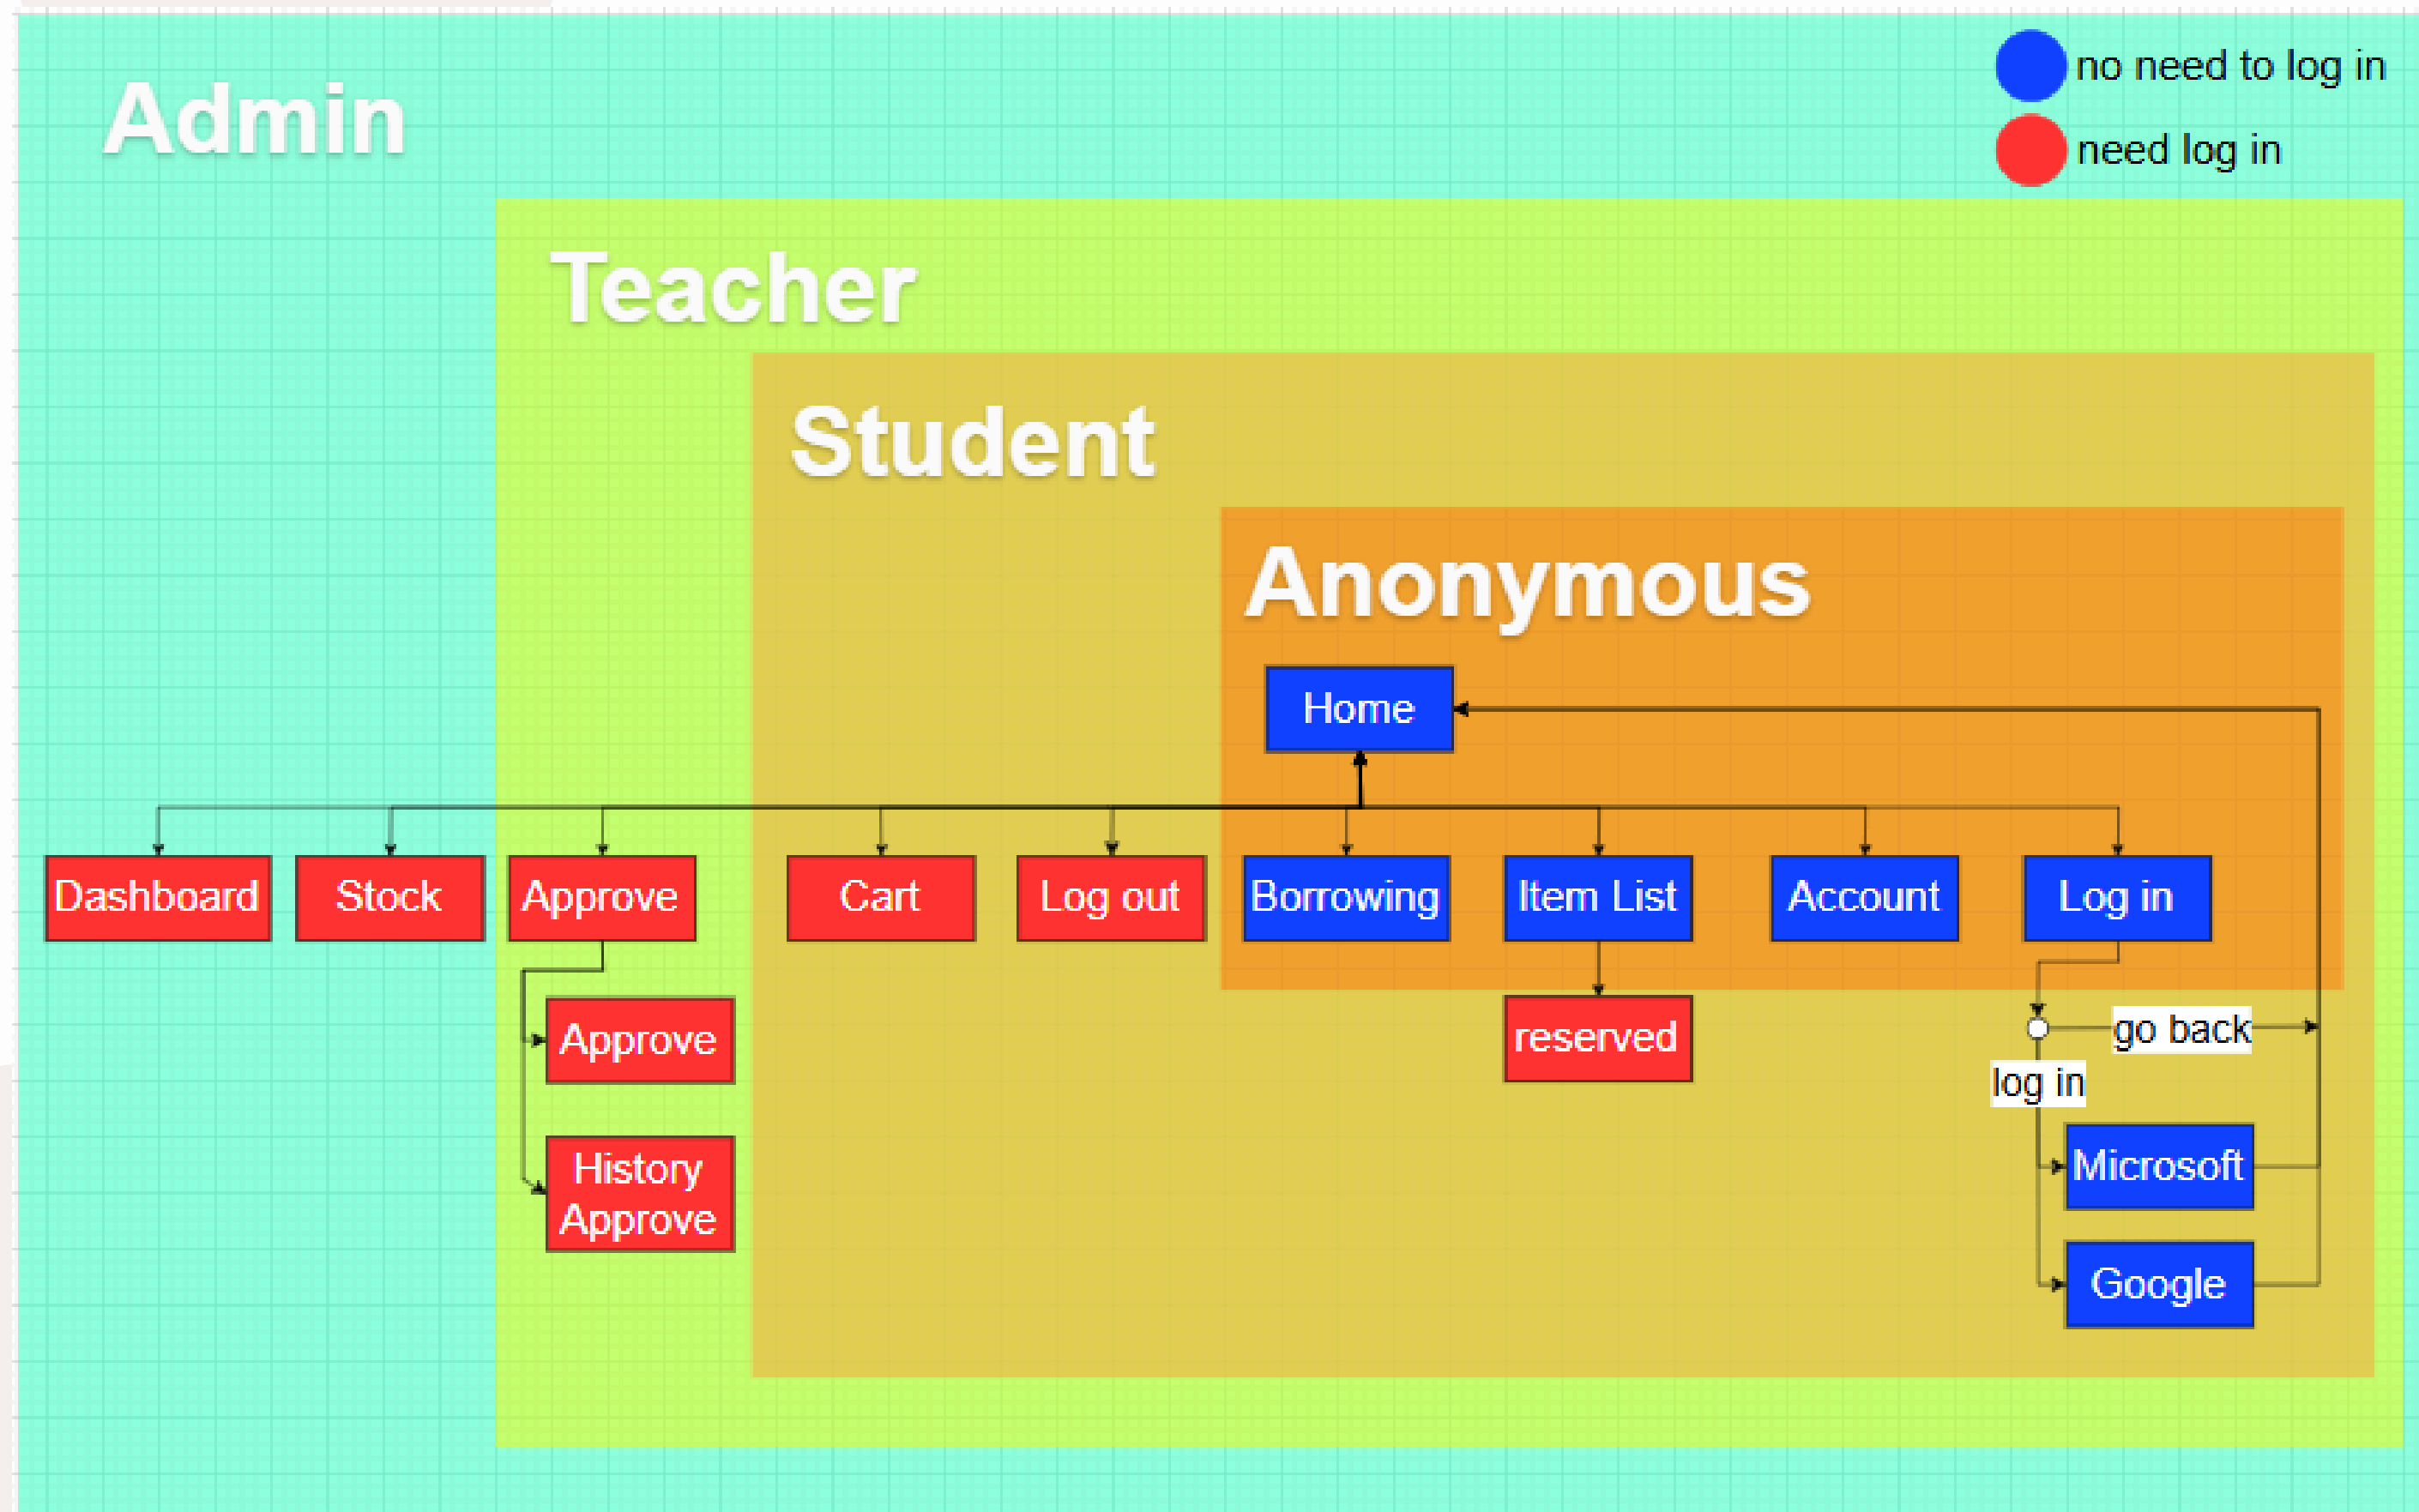 no need to log in
need log in
Admin
Teacher
Student
Anonymous
Home
Dashboard
Stock
Approve
Cart
Log out
Borrowing
Item List
Account
Log in
Approve
reserved
go back
log in
History
Approve
Microsoft
Google